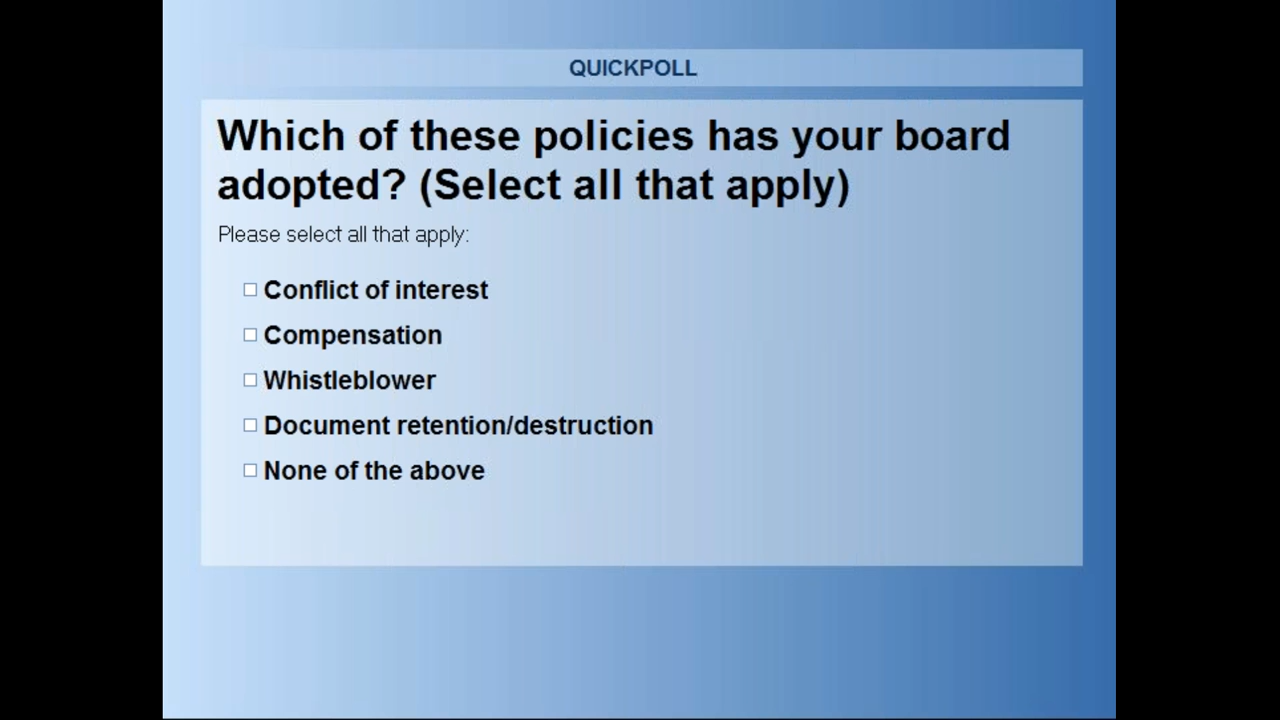 QUICKPOLL
Which of these policies has your board
adopted? (Select all that apply)
Please select all that apply:
Conflict of interest
Compensation
Whistleblower
Document retention/destruction
None of the above